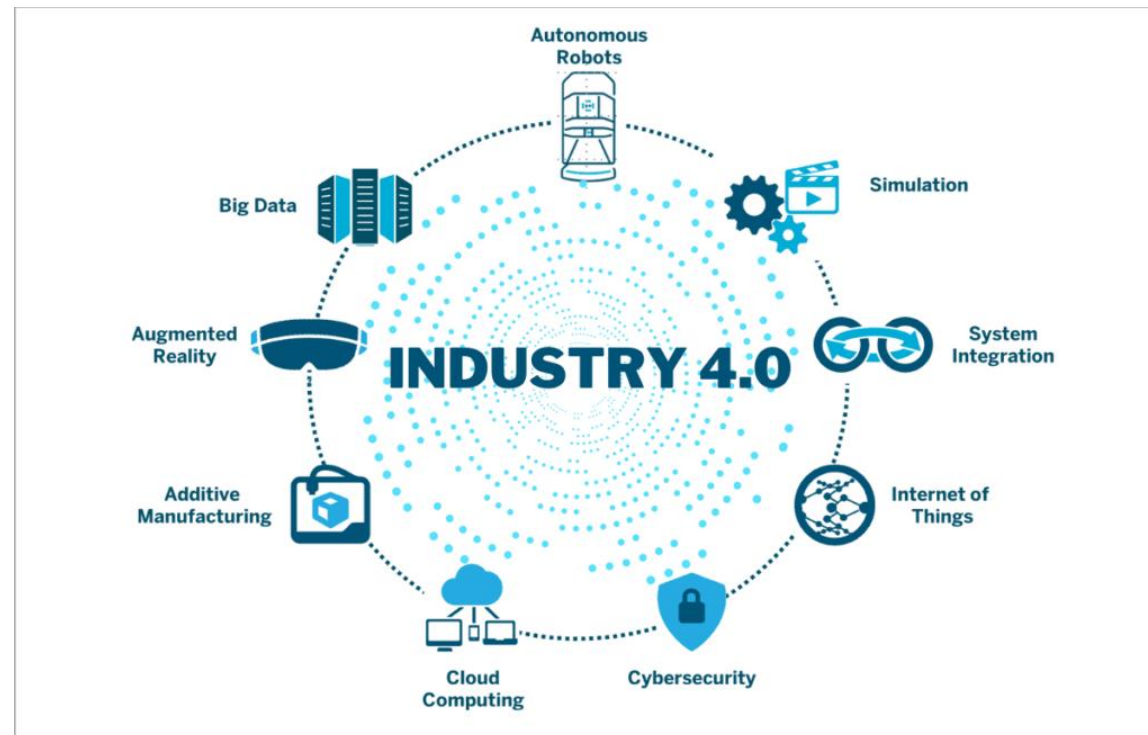 Autonomous
Robots
Simulation
Big Data
Augmented
Reality
INDUSTRY 4.0
System
Integration
Additive
Manufacturing
Internet of
Things
Cloud
Computing
Cybersecurity